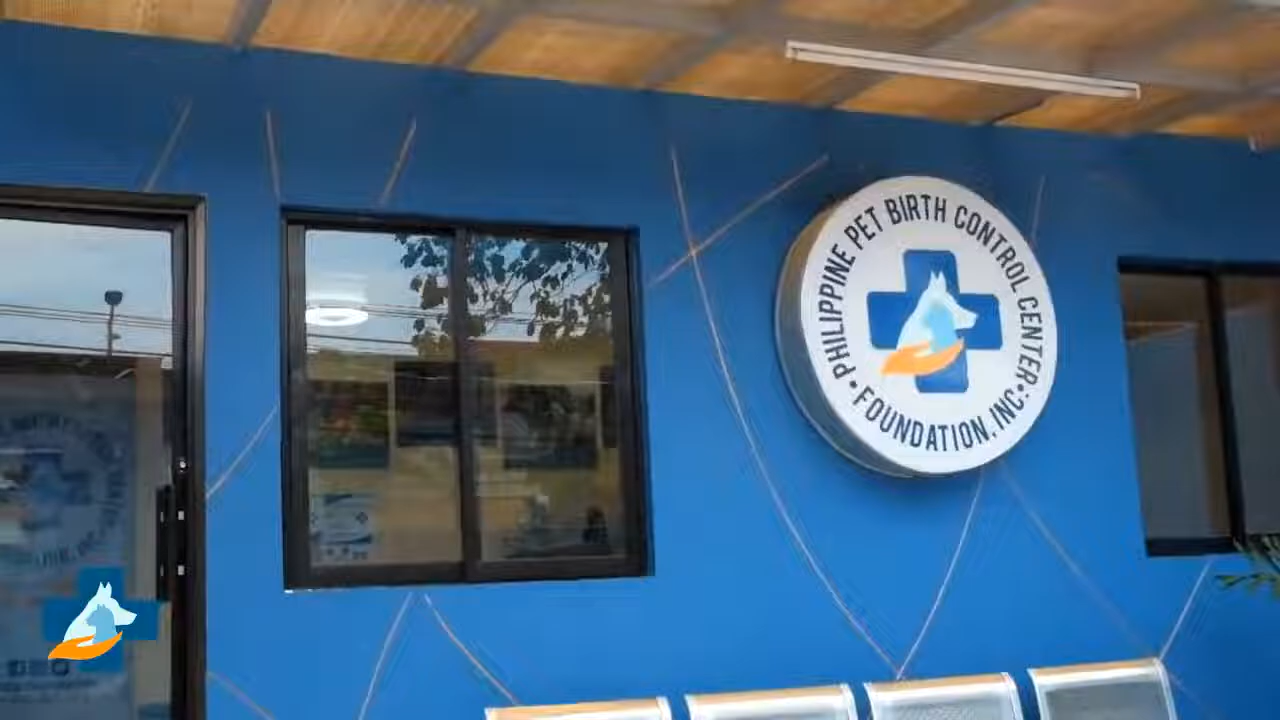 • PHILIPPINE PET BIRTH CONTROL CENTER •
FOUNDATION, INC.